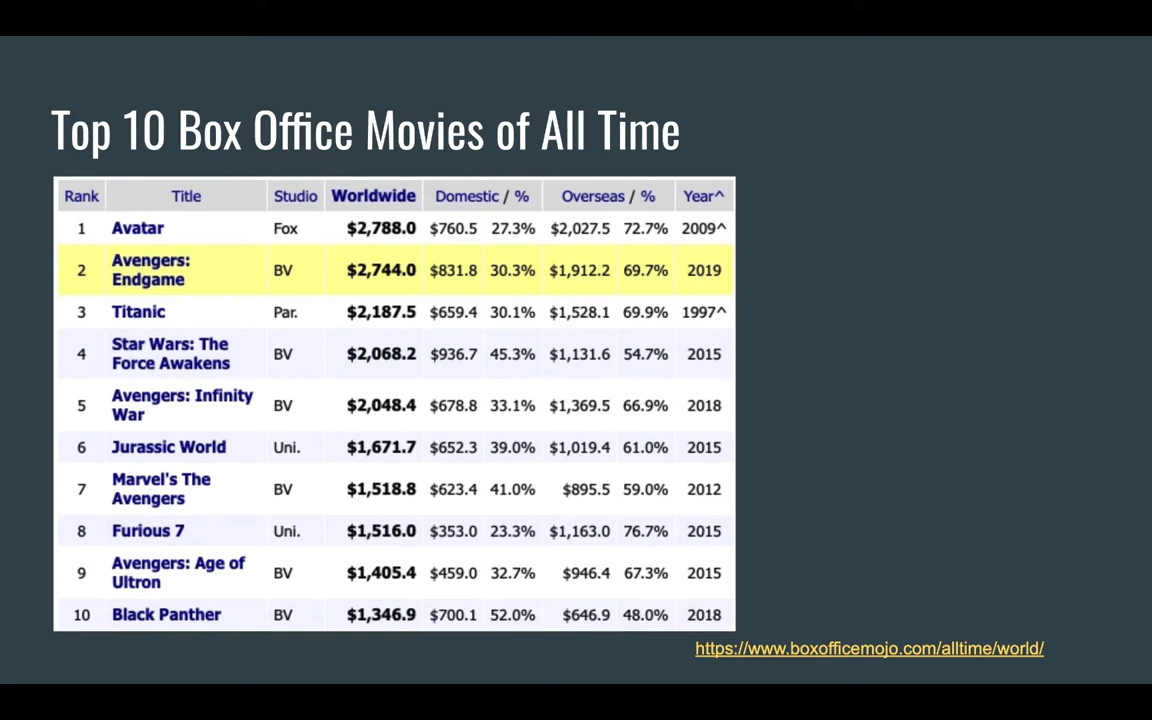 Top 10 Box Office Movies of All Time
Rank Title Studio Worldwide Domestic / % Overseas / % Year^
1 Avatar Fox $2,788.0 $760.5 27.3% $2,027.5 72.7% 2009^
2 Avengers: Endgame BV $2,744.0 $831.8 30.3% $1,912.2 69.7% 2019
3 Titanic Par. $2,187.5 $659.4 30.1% $1,528.1 69.9% 1997^
4 Star Wars: The Force Awakens BV $2,068.2 $936.7 45.3% $1,131.6 54.7% 2015
5 Avengers: Infinity War BV $2,048.4 $678.8 33.1% $1,369.5 66.9% 2018
6 Jurassic World Uni. $1,671.7 $652.3 39.0% $1,019.4 61.0% 2015
7 Marvel's The Avengers BV $1,518.8 $623.4 41.0% $895.5 59.0% 2012
8 Furious 7 Uni. $1,516.0 $353.0 23.3% $1,163.0 76.7% 2015
9 Avengers: Age of Ultron BV $1,405.4 $459.0 32.7% $946.4 67.3% 2015
10 Black Panther BV $1,346.9 $700.1 52.0% $646.9 48.0% 2018
https://www.boxofficemojo.com/alltime/world/